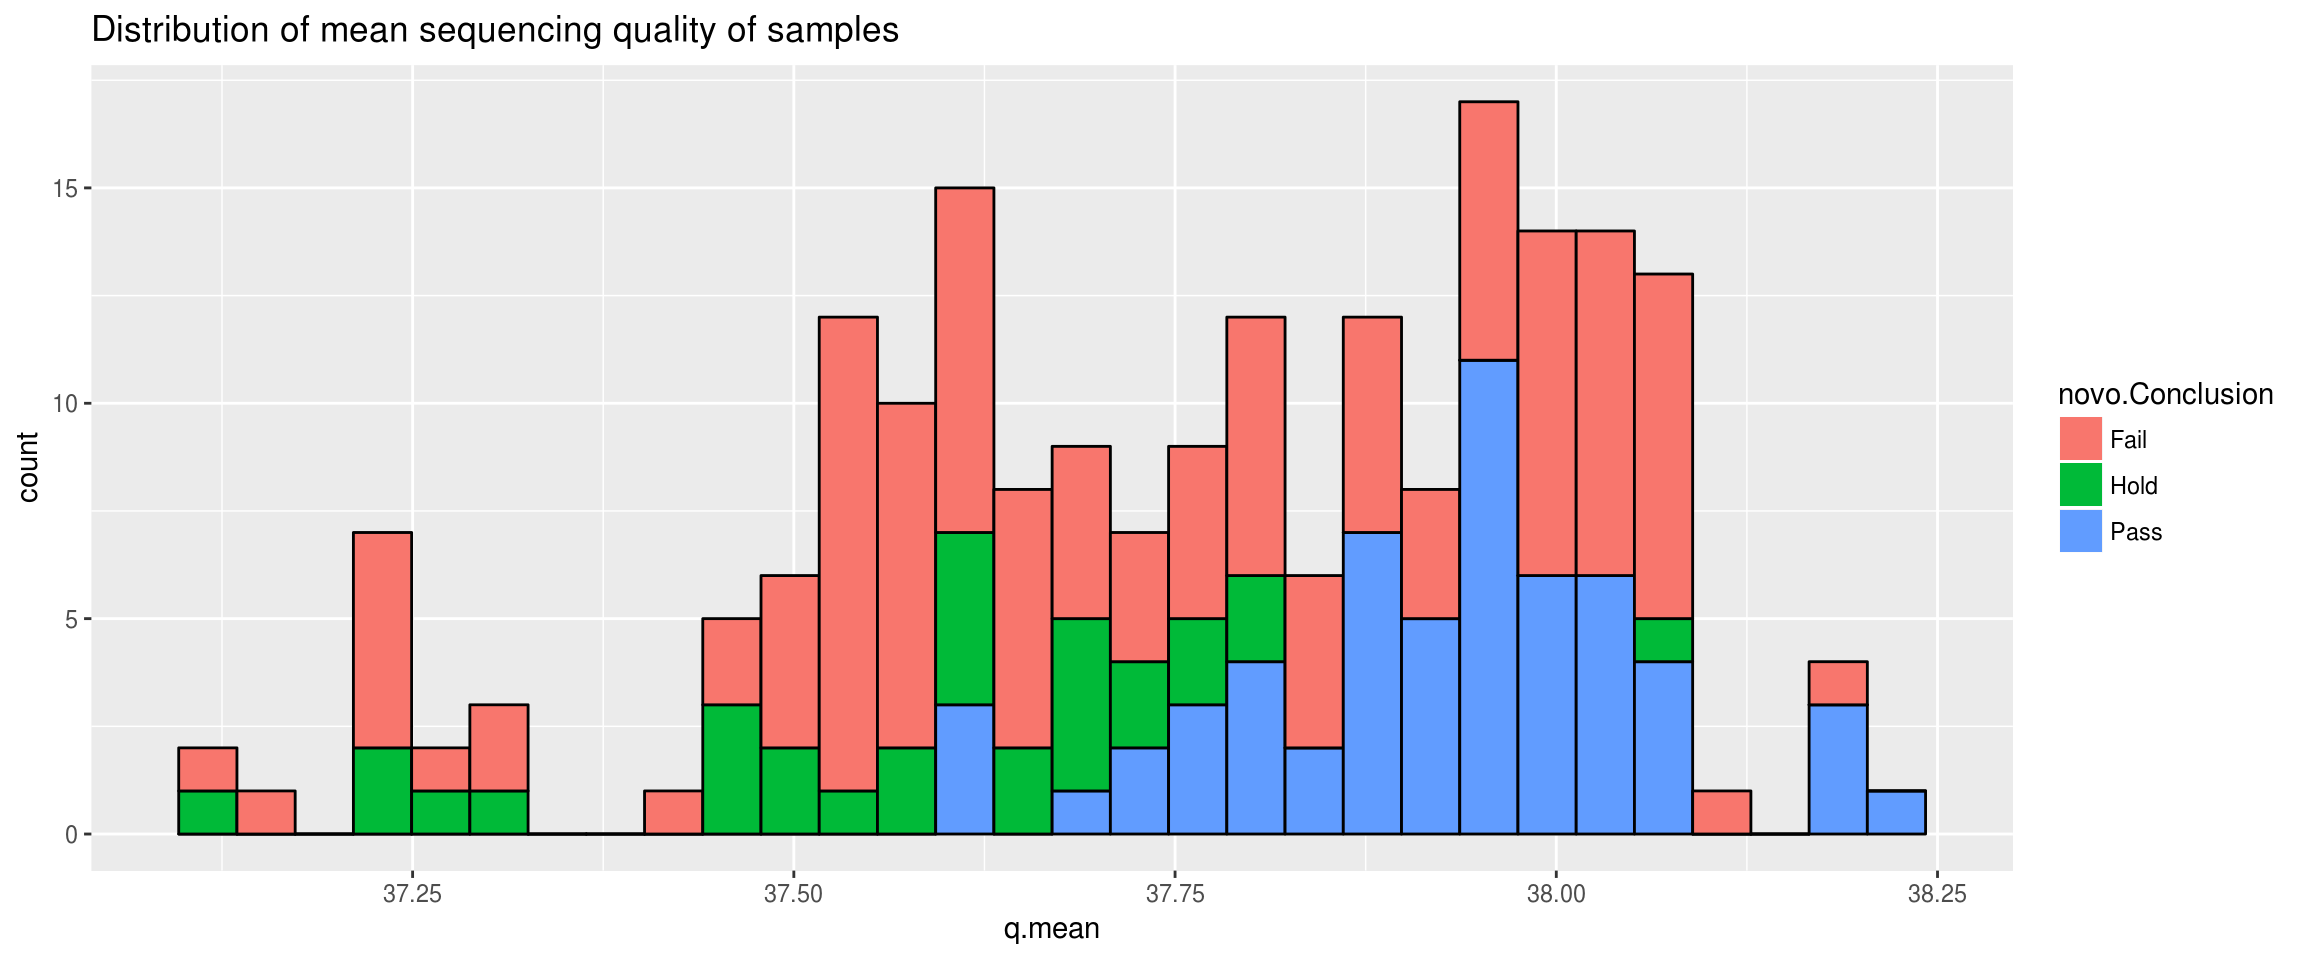 Distribution of mean sequencing quality of samples
15
10
5
0
count
37.25 37.50 37.75 38.00 38.25
q.mean
novo.Conclusion
Fail
Hold
Pass